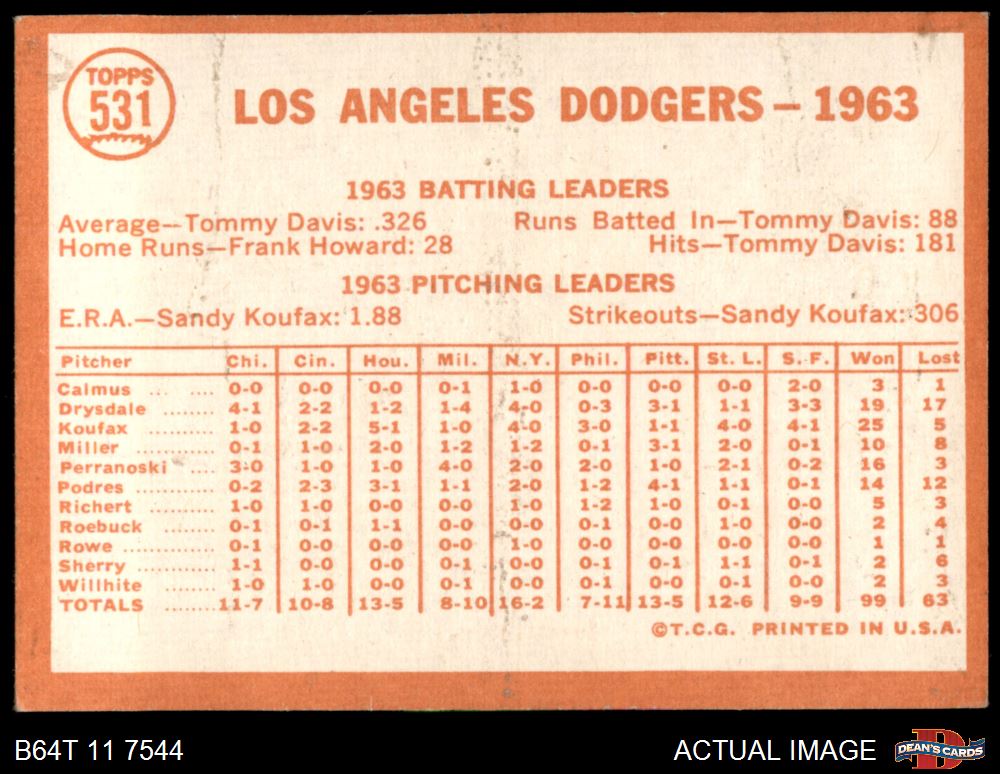 TOPPS
531
LOS ANGELES DODGERS — 1963
1963 BATTING LEADERS
Average—Tommy Davis: .326 Runs Batted In—Tommy Davis: 88
Home Runs—Frank Howard: 28 Hits—Tommy Davis: 181
1963 PITCHING LEADERS
E.R.A.—Sandy Koufax: 1.88 Strikeouts—Sandy Koufax: 306
Pitcher Chi. Cin. Hou. Mil. N.Y. Phil. Pitt. St. L. S. F. Won Lost
Calmus ... .... 0-0 0-0 0-0 0-1 1-0 0-0 0-0 0-0 2-0 3 1
Drysdale ........ 4-1 2-2 1-2 1-4 4-0 0-3 3-1 1-1 3-3 19 17
Koufax .......... 1-0 2-2 5-1 1-0 4-0 3-0 1-1 4-0 4-1 25 5
Miller ............ 0-1 1-0 2-0 1-2 1-2 0-1 3-1 2-0 0-1 10 8
Perranoski .... 3-0 1-0 1-0 4-0 2-0 2-0 1-0 2-1 0-2 16 3
Podres ............ 0-2 2-3 3-1 1-1 2-0 1-2 4-1 1-1 0-1 14 12
Richert .......... 1-0 1-0 0-0 0-0 1-0 1-2 1-0 0-1 0-0 5 3
Roebuck ........ 0-1 0-1 1-1 0-0 0-0 0-0 0-1 1-0 0-0 2 4
Rowe .............. 0-1 0-0 0-0 0-0 1-0 0-0 0-0 0-0 0-0 1 1
Sherry ............ 1-1 0-0 0-0 0-1 0-0 0-1 0-1 1-1 0-1 2 6
Willhite .......... 1-0 1-0 0-0 0-1 0-0 0-1 0-0 0-1 0-0 2 3
TOTALS ........ 11-7 10-8 13-5 8-10 16-2 7-11 13-5 12-6 9-9 99 63
©T.C.G. PRINTED IN U.S.A.
B64T 11 7544 ACTUAL IMAGE DEAN'S CARDS